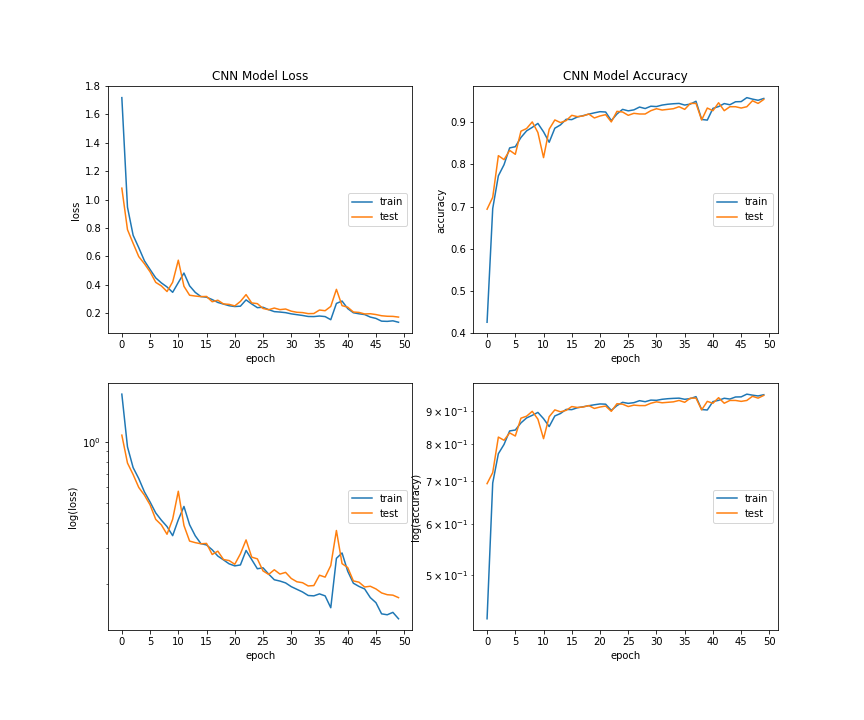 CNN Model Loss
1.8
1.6
1.4
1.2
1.0
0.8
0.6
0.4
0.2
loss
train
test
0 5 10 15 20 25 30 35 40 45 50
epoch
CNN Model Accuracy
0.9
0.8
0.7
0.6
0.5
0.4
accuracy
train
test
0 5 10 15 20 25 30 35 40 45 50
epoch
10⁰
log(loss)
train
test
0 5 10 15 20 25 30 35 40 45 50
epoch
9 × 10⁻¹
8 × 10⁻¹
7 × 10⁻¹
6 × 10⁻¹
5 × 10⁻¹
log(accuracy)
train
test
0 5 10 15 20 25 30 35 40 45 50
epoch